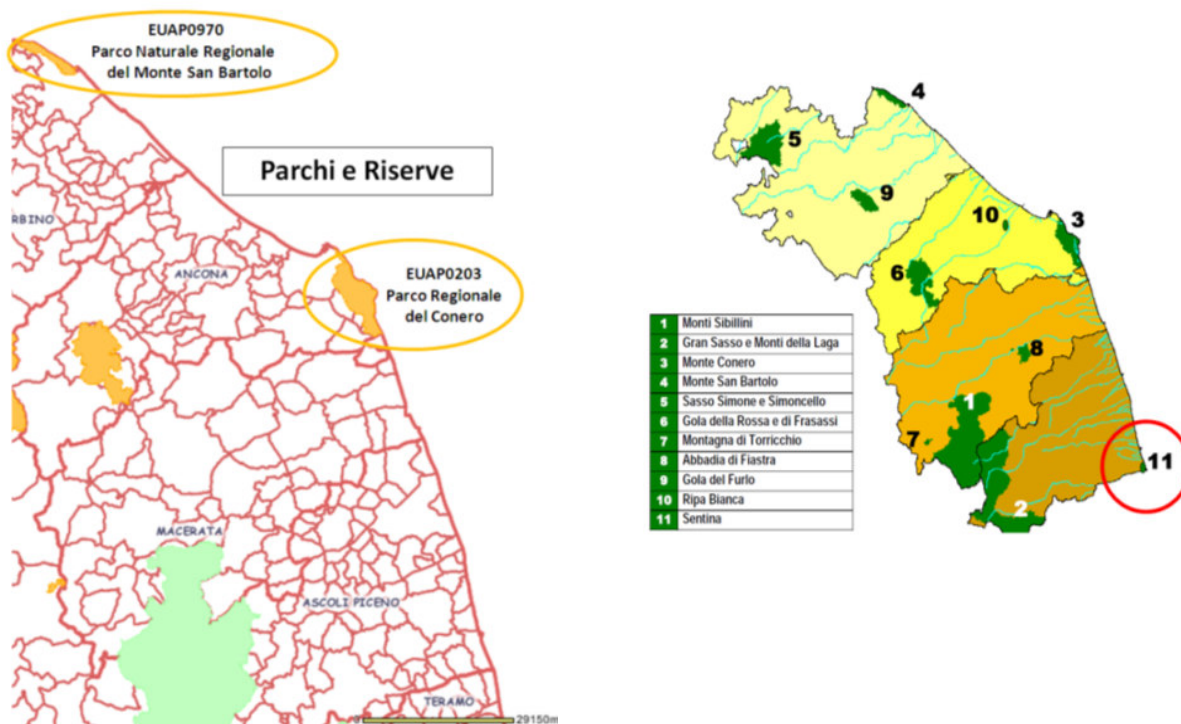 EUAP0970
Parco Naturale Regionale
del Monte San Bartolo
Parchi e Riserve
RBINO
ANCONA
EUAP0203
Parco Regionale
del Conero
MACERATA
ASCOLI PICENO
TERAMO
29150m
4
5
9
10
3
6
8
1
7
11
2
1 Monti Sibillini
2 Gran Sasso e Monti della Laga
3 Monte Conero
4 Monte San Bartolo
5 Sasso Simone e Simoncello
6 Gola della Rossa e di Frasassi
7 Montagna di Torricchio
8 Abbadia di Fiastra
9 Gola del Furlo
10 Ripa Bianca
11 Sentina